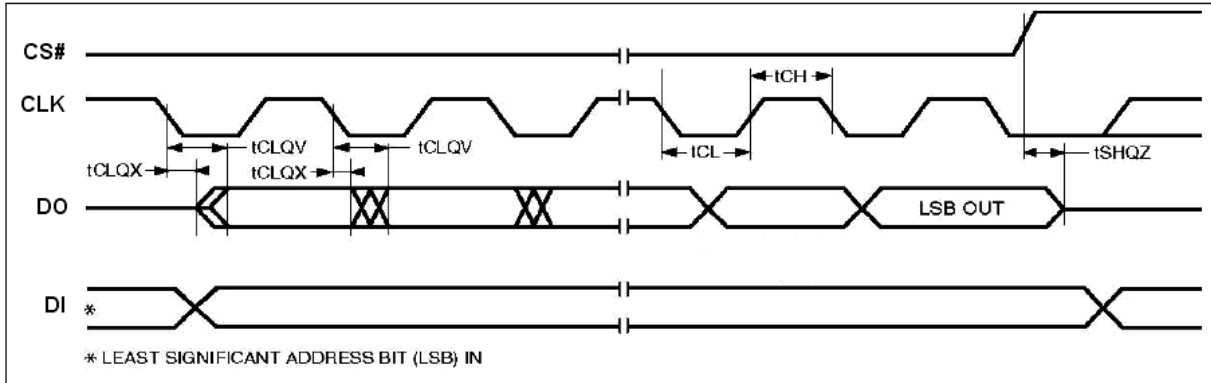 CS#
tCH
CLK
tCLQV
tCLQV
tCL
tSHQZ
tCLQX
tCLQX
DO
LSB OUT
DI
*
* LEAST SIGNIFICANT ADDRESS BIT (LSB) IN